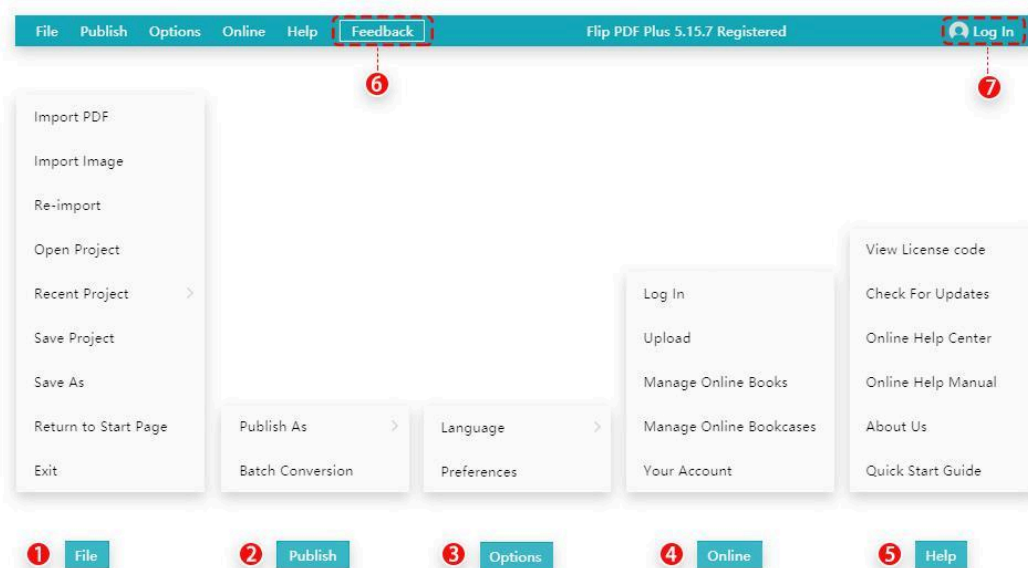 File Publish Options Online Help Feedback Flip PDF Plus 5.15.7 Registered Log In
6
7
Import PDF
Import Image
Re-import
Open Project
Recent Project
Save Project
Save As
Return to Start Page
Exit
Publish As
Batch Conversion
Language
Preferences
Log In
Upload
Manage Online Books
Manage Online Bookcases
Your Account
View License code
Check For Updates
Online Help Center
Online Help Manual
About Us
Quick Start Guide
1 File
2 Publish
3 Options
4 Online
5 Help